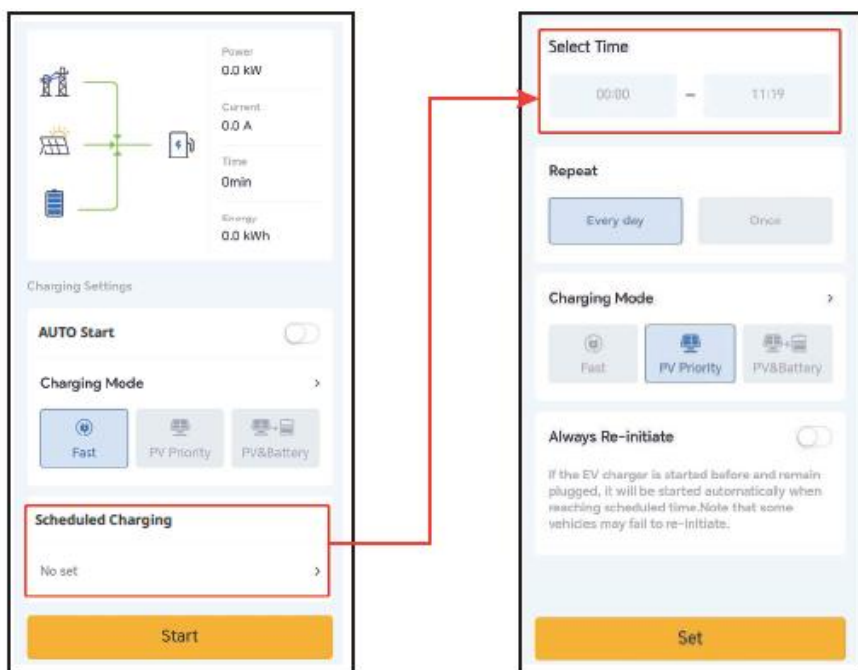 Power
0.0 kW
Current
0.0 A
Time
0min
Energy
0.0 kWh
Charging Settings
AUTO Start
Charging Mode
Fast
PV Priority
PV&Battery
Scheduled Charging
No set
Start
Select Time
00:00 – 11:19
Repeat
Every day
Once
Charging Mode
Fast
PV Priority
PV&Battery
Always Re-initiate
If the EV charger is started before and remain
plugged, it will be started automatically when
reaching scheduled time.Note that some
vehicles may fail to re-initiate.
Set